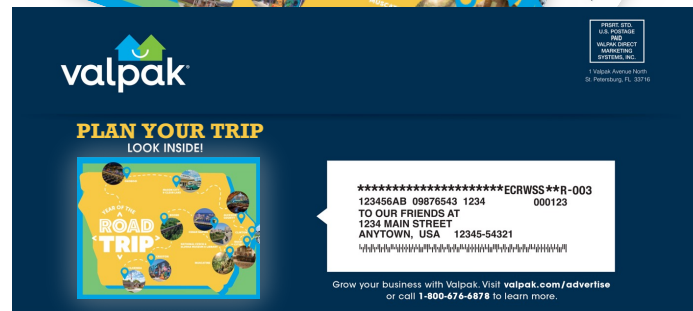 valpak
PRSRT. STD.
U.S. POSTAGE
PAID
VALPAK DIRECT
MARKETING
SYSTEMS, INC.
1 Valpak Avenue North
St. Petersburg, FL 33716
PLAN YOUR TRIP
LOOK INSIDE!
YEAR OF THE
ROAD
TRIP
**********************ECRWSS**R-003
123456AB 09876543 1234 000123
TO OUR FRIENDS AT
1234 MAIN STREET
ANYTOWN, USA 12345-54321
Grow your business with Valpak. Visit valpak.com/advertise
or call 1-800-676-6878 to learn more.